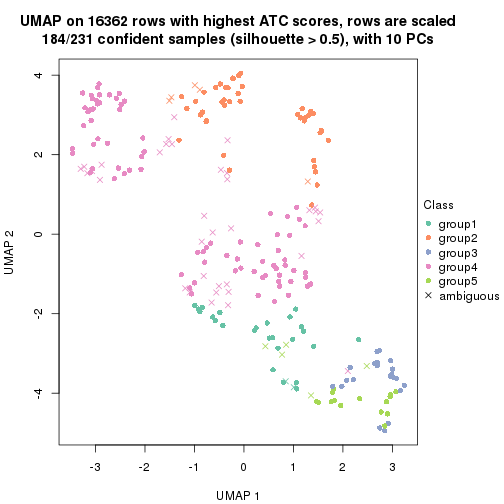 UMAP on 16362 rows with highest ATC scores, rows are scaled
184/231 confident samples (silhouette > 0.5), with 10 PCs
4
2
0
-2
-4
UMAP 2
-3
-2
-1
0
1
2
3
UMAP 1
Class
group1
group2
group3
group4
group5
ambiguous